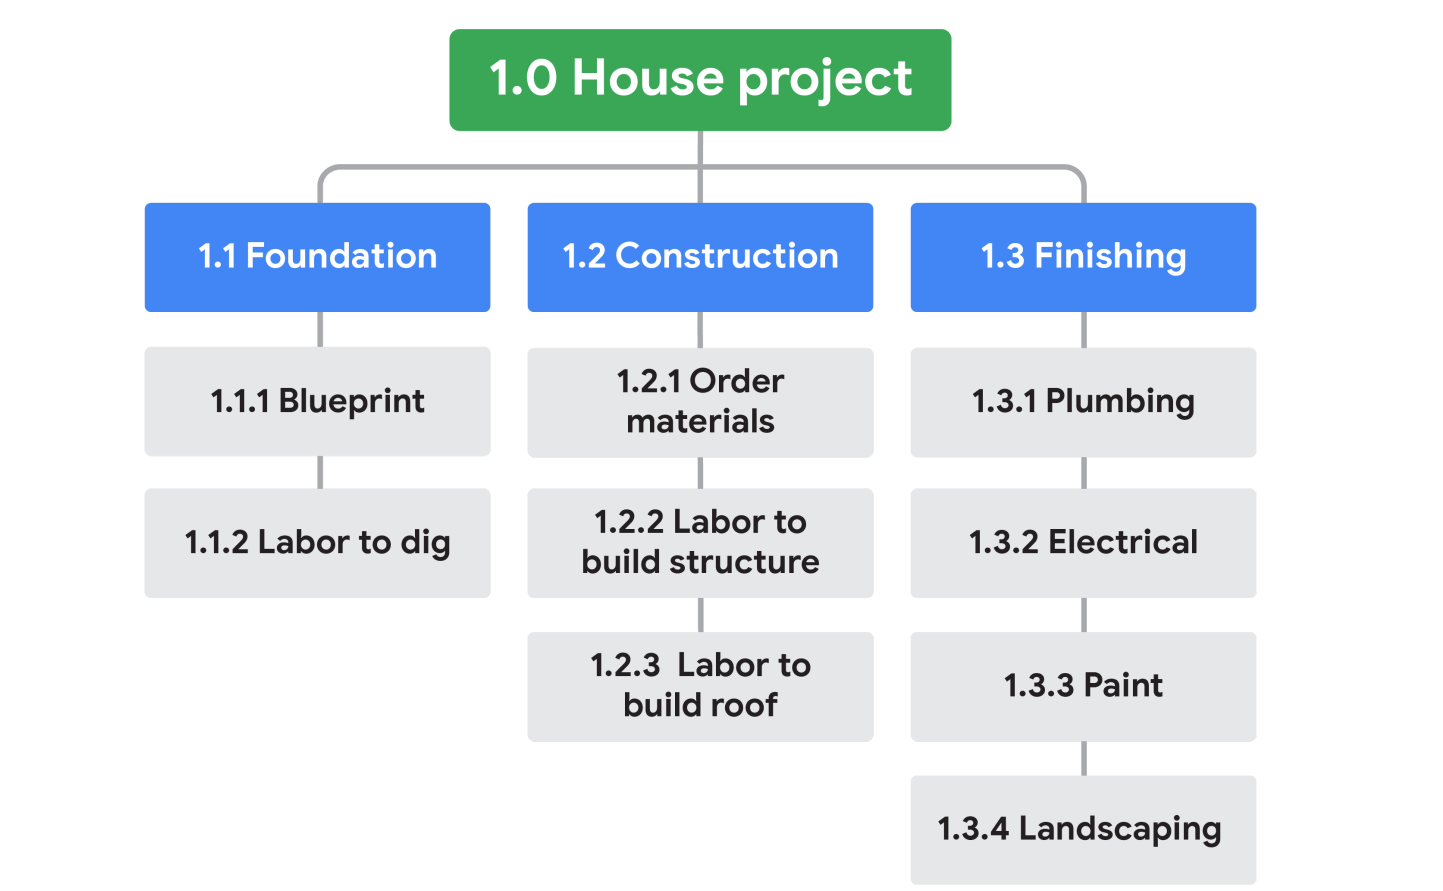 1.0 House project
1.1 Foundation
1.1.1 Blueprint
1.1.2 Labor to dig
1.2 Construction
1.2.1 Order
materials
1.2.2 Labor to
build structure
1.2.3  Labor to
build roof
1.3 Finishing
1.3.1 Plumbing
1.3.2 Electrical
1.3.3 Paint
1.3.4 Landscaping